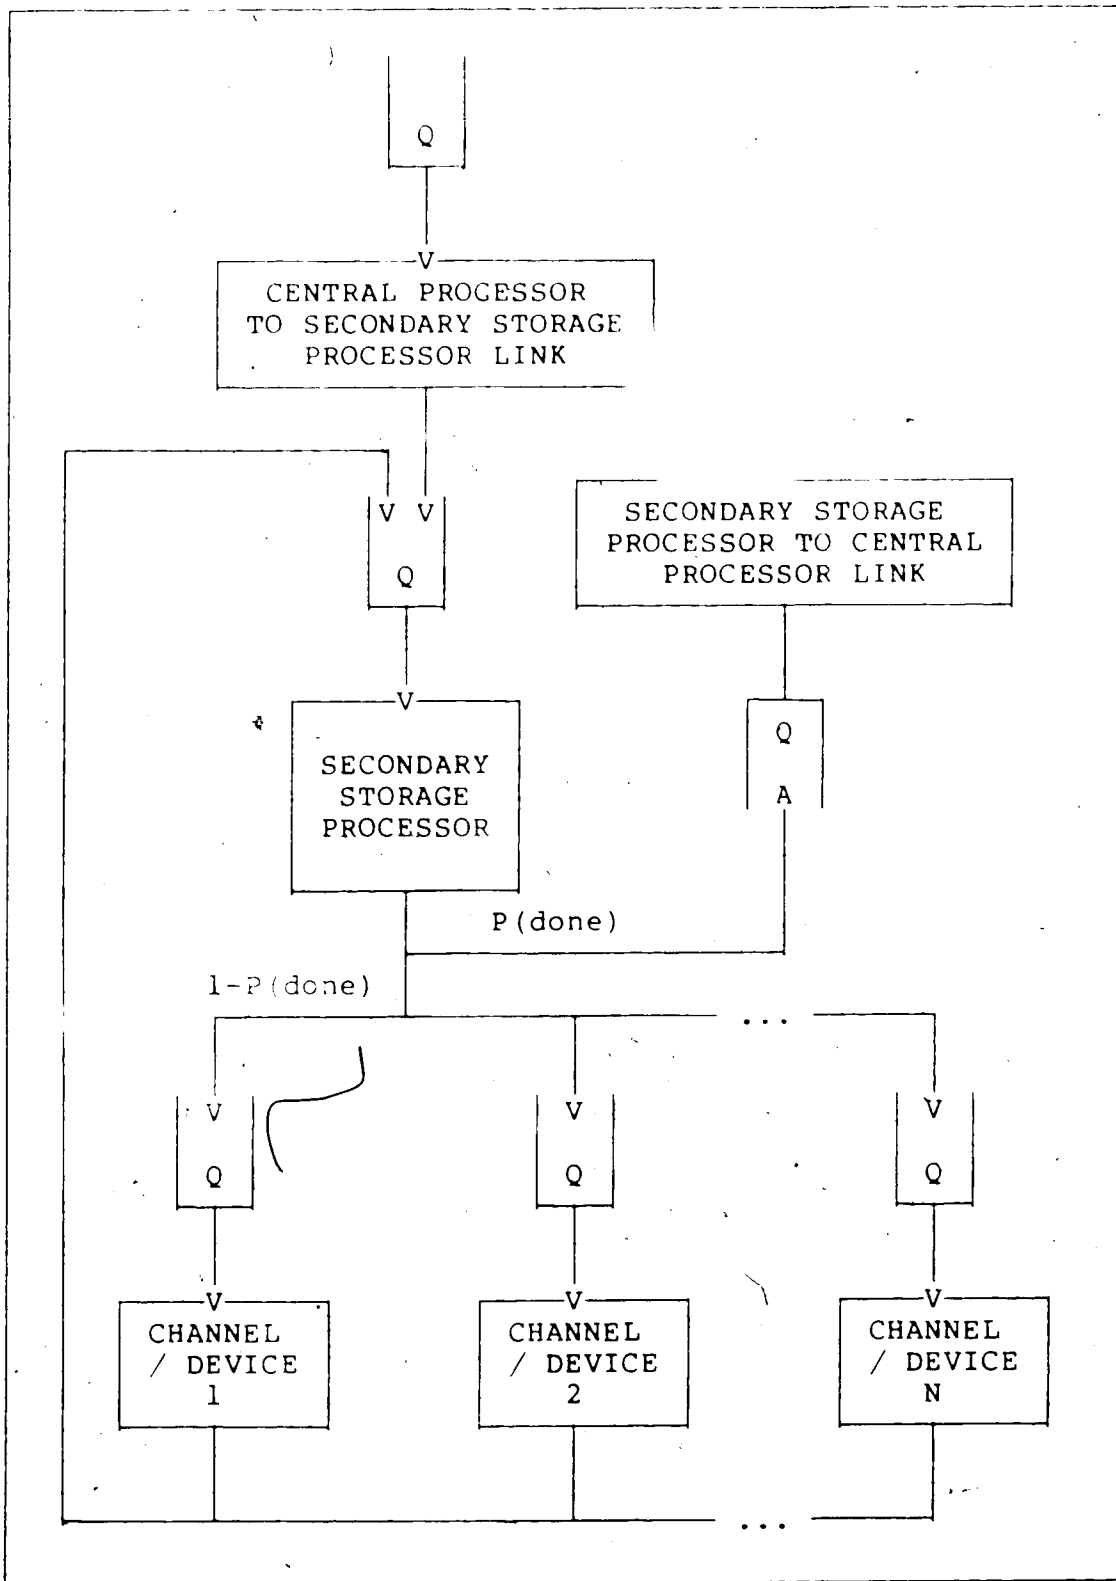 Q
V
CENTRAL PROCESSOR
TO SECONDARY STORAGE
PROCESSOR LINK
V V
Q
SECONDARY STORAGE
PROCESSOR TO CENTRAL
PROCESSOR LINK
V
SECONDARY
STORAGE
PROCESSOR
Q
A
P(done)
1-P(done)
...
V
Q
V
Q
V
Q
V
CHANNEL
/ DEVICE
1
V
CHANNEL
/ DEVICE
2
V
CHANNEL
/ DEVICE
N
...